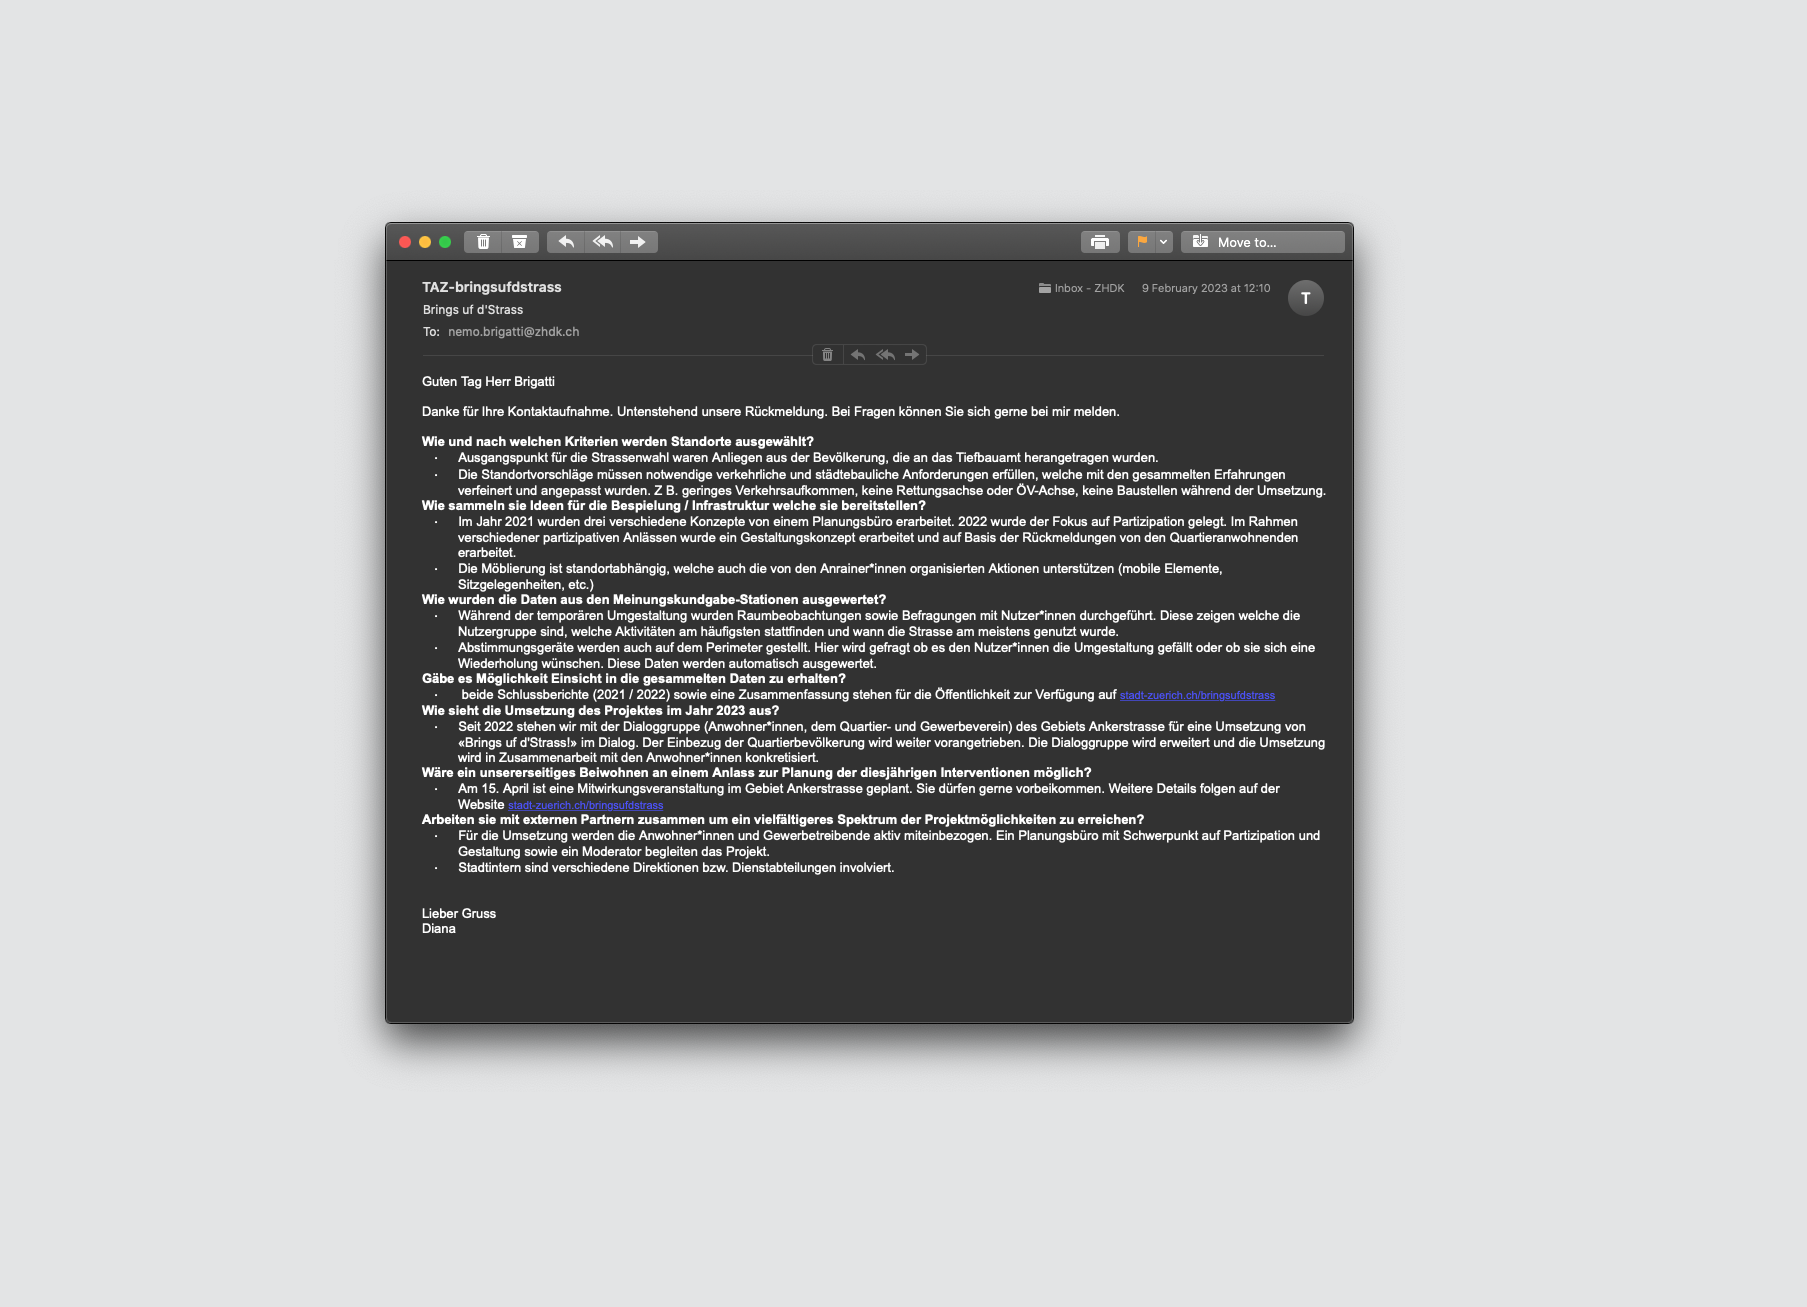 Move to...
TAZ-bringsufdstrass
Inbox - ZHDK 9 February 2023 at 12:10
T
Brings uf d'Strass
To: nemo.brigatti@zhdk.ch
Guten Tag Herr Brigatti
Danke für Ihre Kontaktaufnahme. Untenstehend unsere Rückmeldung. Bei Fragen können Sie sich gerne bei mir melden.
Wie und nach welchen Kriterien werden Standorte ausgewählt?
· Ausgangspunkt für die Strassenwahl waren Anliegen aus der Bevölkerung, die an das Tiefbauamt herangetragen wurden.
· Die Standortvorschläge müssen notwendige verkehrliche und städtebauliche Anforderungen erfüllen, welche mit den gesammelten Erfahrungen
verfeinert und angepasst wurden. Z B. geringes Verkehrsaufkommen, keine Rettungsachse oder ÖV-Achse, keine Baustellen während der Umsetzung.
Wie sammeln sie Ideen für die Bespielung / Infrastruktur welche sie bereitstellen?
· Im Jahr 2021 wurden drei verschiedene Konzepte von einem Planungsbüro erarbeitet. 2022 wurde der Fokus auf Partizipation gelegt. Im Rahmen
verschiedener partizipativen Anlässen wurde ein Gestaltungskonzept erarbeitet und auf Basis der Rückmeldungen von den Quartieranwohnenden
erarbeitet.
· Die Möblierung ist standortabhängig, welche auch die von den Anrainer*innen organisierten Aktionen unterstützen (mobile Elemente,
Sitzgelegenheiten, etc.)
Wie wurden die Daten aus den Meinungskundgabe-Stationen ausgewertet?
· Während der temporären Umgestaltung wurden Raumbeobachtungen sowie Befragungen mit Nutzer*innen durchgeführt. Diese zeigen welche die
Nutzergruppe sind, welche Aktivitäten am häufigsten stattfinden und wann die Strasse am meistens genutzt wurde.
· Abstimmungsgeräte werden auch auf dem Perimeter gestellt. Hier wird gefragt ob es den Nutzer*innen die Umgestaltung gefällt oder ob sie sich eine
Wiederholung wünschen. Diese Daten werden automatisch ausgewertet.
Gäbe es Möglichkeit Einsicht in die gesammelten Daten zu erhalten?
· beide Schlussberichte (2021 / 2022) sowie eine Zusammenfassung stehen für die Öffentlichkeit zur Verfügung auf stadt-zuerich.ch/bringsufdstrass
Wie sieht die Umsetzung des Projektes im Jahr 2023 aus?
· Seit 2022 stehen wir mit der Dialoggruppe (Anwohner*innen, dem Quartier- und Gewerbeverein) des Gebiets Ankerstrasse für eine Umsetzung von
«Brings uf d'Strass!» im Dialog. Der Einbezug der Quartierbevölkerung wird weiter vorangetrieben. Die Dialoggruppe wird erweitert und die Umsetzung
wird in Zusammenarbeit mit den Anwohner*innen konkretisiert.
Wäre ein unsererseitiges Beiwohnen an einem Anlass zur Planung der diesjährigen Interventionen möglich?
· Am 15. April ist eine Mitwirkungsveranstaltung im Gebiet Ankerstrasse geplant. Sie dürfen gerne vorbeikommen. Weitere Details folgen auf der
Website stadt-zuerich.ch/bringsufdstrass
Arbeiten sie mit externen Partnern zusammen um ein vielfältigeres Spektrum der Projektmöglichkeiten zu erreichen?
· Für die Umsetzung werden die Anwohner*innen und Gewerbetreibende aktiv miteinbezogen. Ein Planungsbüro mit Schwerpunkt auf Partizipation und
Gestaltung sowie ein Moderator begleiten das Projekt.
· Stadtintern sind verschiedene Direktionen bzw. Dienstabteilungen involviert.
Lieber Gruss
Diana